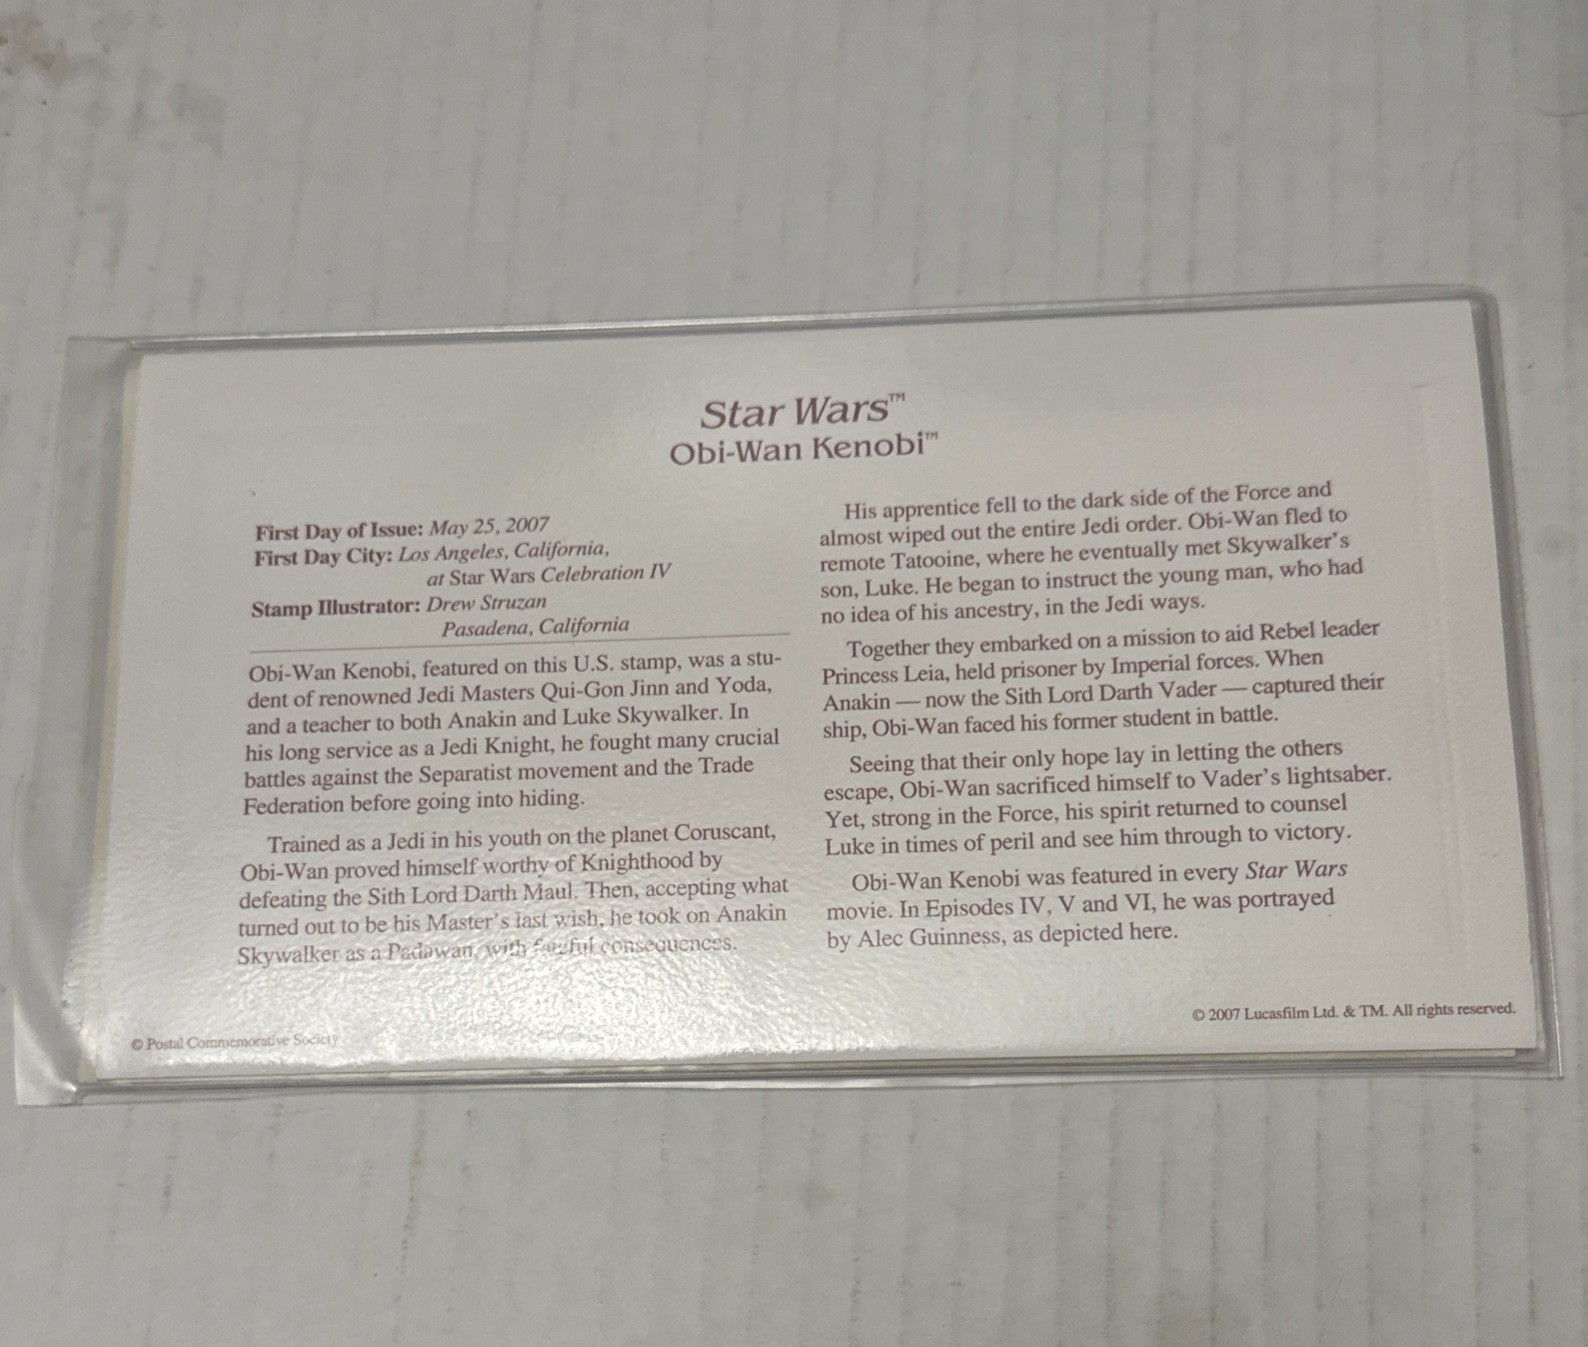 Star Wars™
Obi-Wan Kenobi™
First Day of Issue: May 25, 2007
First Day City: Los Angeles, California,
at Star Wars Celebration IV
Stamp Illustrator: Drew Struzan
Pasadena, California
Obi-Wan Kenobi, featured on this U.S. stamp, was a stu-
dent of renowned Jedi Masters Qui-Gon Jinn and Yoda,
and a teacher to both Anakin and Luke Skywalker. In
his long service as a Jedi Knight, he fought many crucial
battles against the Separatist movement and the Trade
Federation before going into hiding.
Trained as a Jedi in his youth on the planet Coruscant,
Obi-Wan proved himself worthy of Knighthood by
defeating the Sith Lord Darth Maul. Then, accepting what
turned out to be his Master's last wish, he took on Anakin
Skywalker as a Padawan, with fateful consequences.
His apprentice fell to the dark side of the Force and
almost wiped out the entire Jedi order. Obi-Wan fled to
remote Tatooine, where he eventually met Skywalker's
son, Luke. He began to instruct the young man, who had
no idea of his ancestry, in the Jedi ways.
Together they embarked on a mission to aid Rebel leader
Princess Leia, held prisoner by Imperial forces. When
Anakin — now the Sith Lord Darth Vader — captured their
ship, Obi-Wan faced his former student in battle.
Seeing that their only hope lay in letting the others
escape, Obi-Wan sacrificed himself to Vader's lightsaber.
Yet, strong in the Force, his spirit returned to counsel
Luke in times of peril and see him through to victory.
Obi-Wan Kenobi was featured in every Star Wars
movie. In Episodes IV, V and VI, he was portrayed
by Alec Guinness, as depicted here.
© Postal Commemorative Society
© 2007 Lucasfilm Ltd. & TM. All rights reserved.